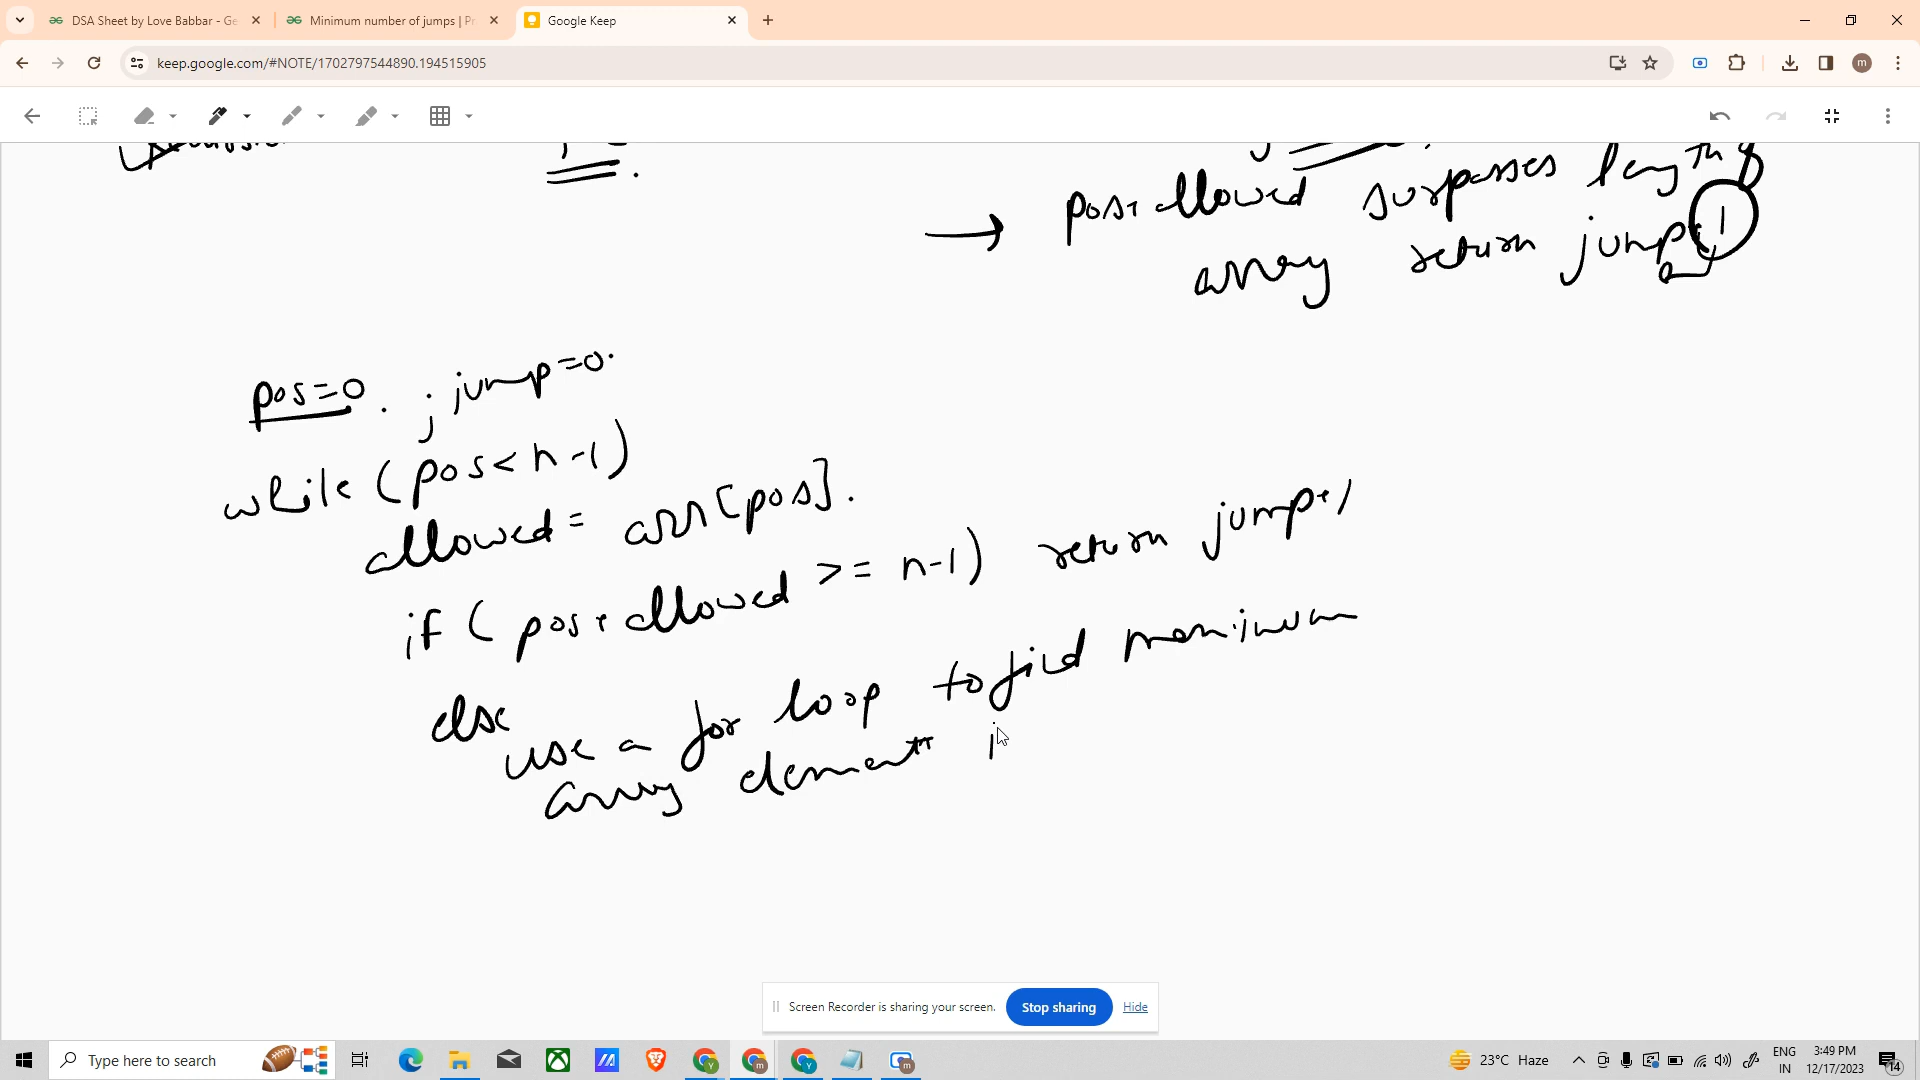 DSA Sheet by Love Babbar - Ge
Minimum number of jumps | Pr
Google Keep
keep.google.com/#NOTE/1702797544890.194515905
m
pos+allowed surpasses length of
array return jump+1
pos=0. ; jump=0.
while (pos<n-1)
allowed = arr[pos].
if (pos+allowed >= n-1) return jump+1
else
use a for loop to find maximum
array element i
Screen Recorder is sharing your screen.
Stop sharing
Hide
Type here to search
23°C Haze
ENG
IN
3:49 PM
12/17/2023
14